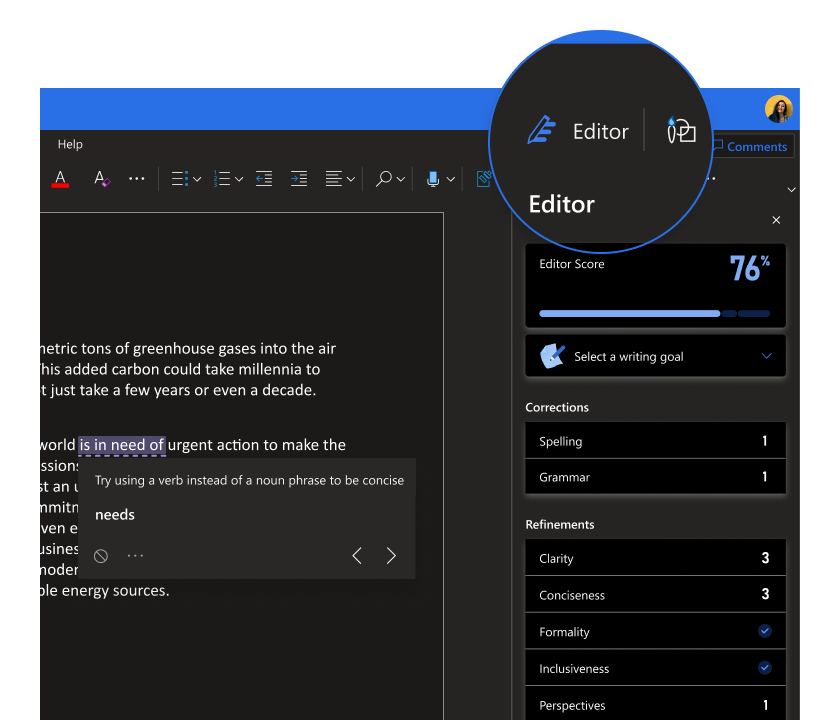 Editor
Help
Comments
A
A
Editor
Editor Score
76%
Select a writing goal
netric tons of greenhouse gases into the air
his added carbon could take millennia to
t just take a few years or even a decade.
Corrections
Spelling 1
Grammar 1
world is in need of urgent action to make the
ssions
st an u
Try using a verb instead of a noun phrase to be concise
mmitm
needs
ven e
usines
moder
ble energy sources.
Refinements
Clarity 3
Conciseness 3
Formality
Inclusiveness
Perspectives 1